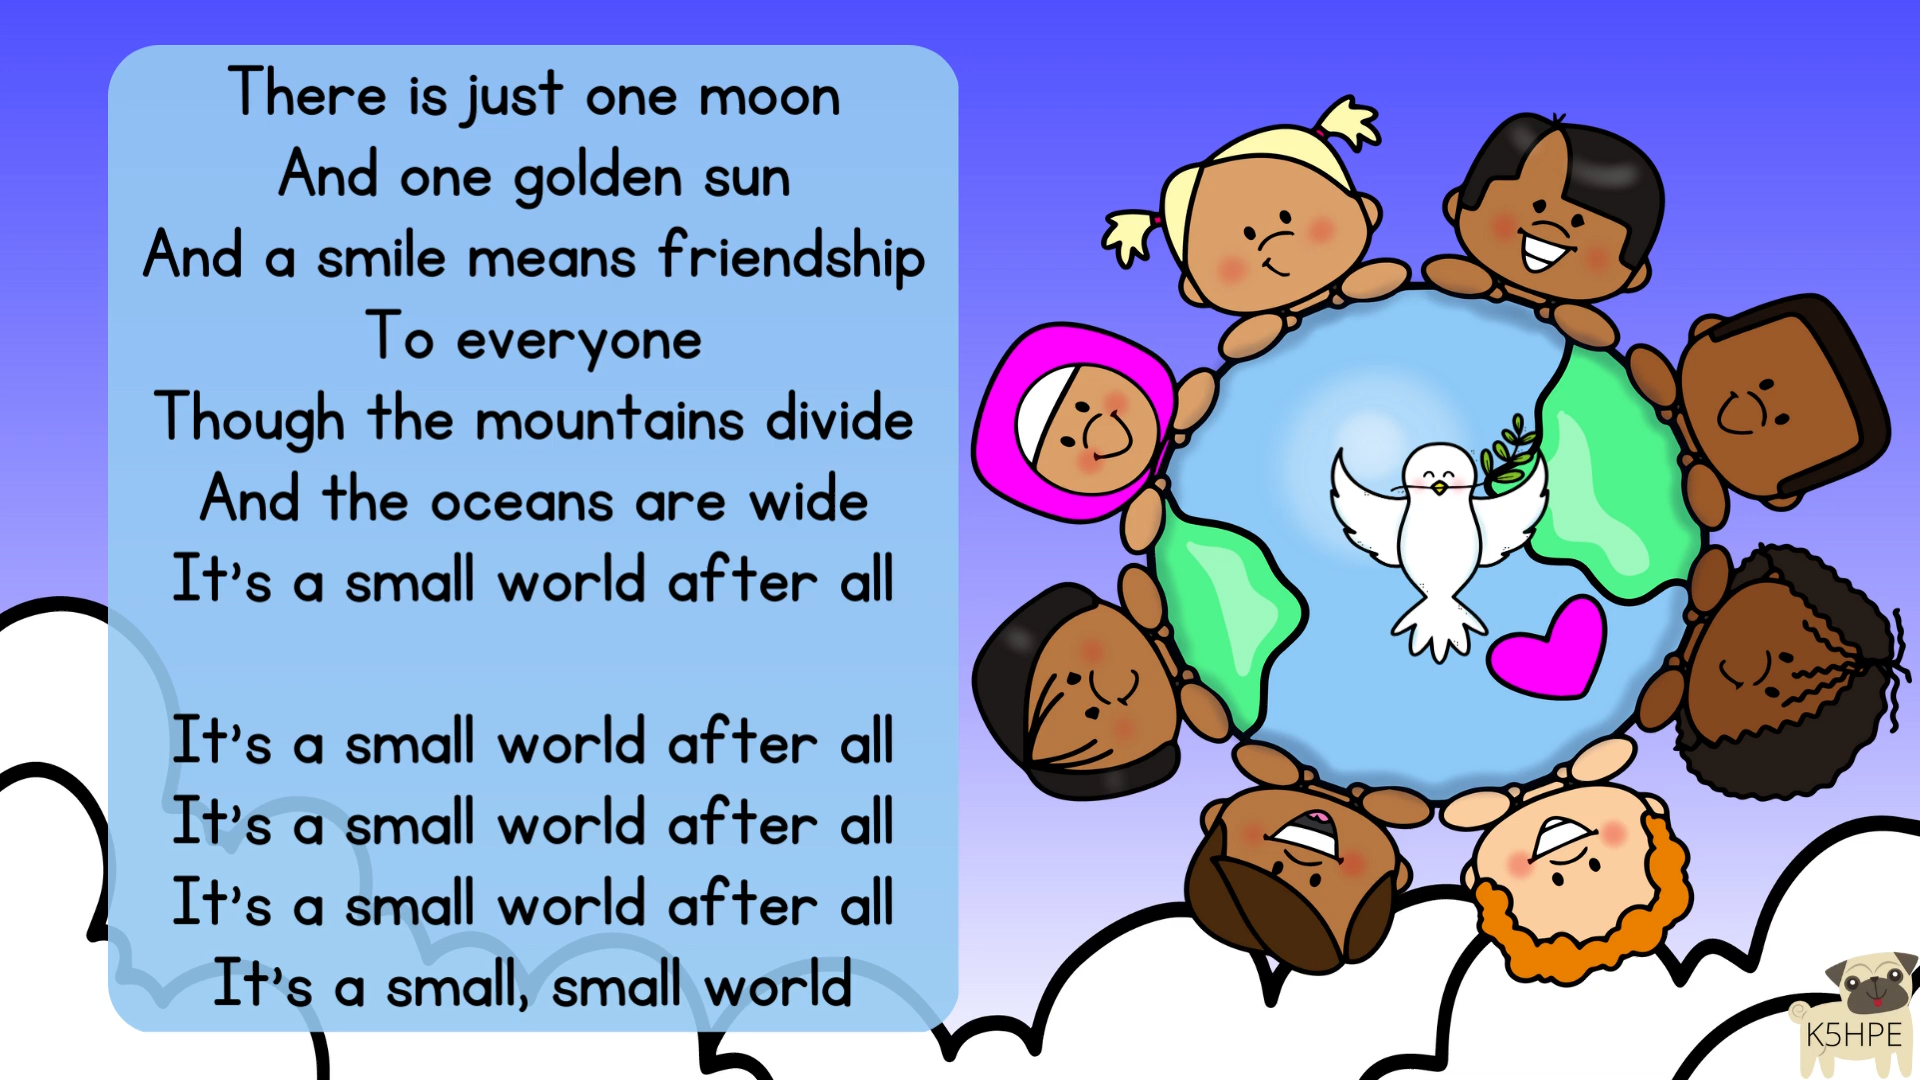 There is just one moon
And one golden sun
And a smile means friendship
To everyone
Though the mountains divide
And the oceans are wide
It's a small world after all
It's a small world after all
It's a small world after all
It's a small world after all
It's a small, small world
K5HPE